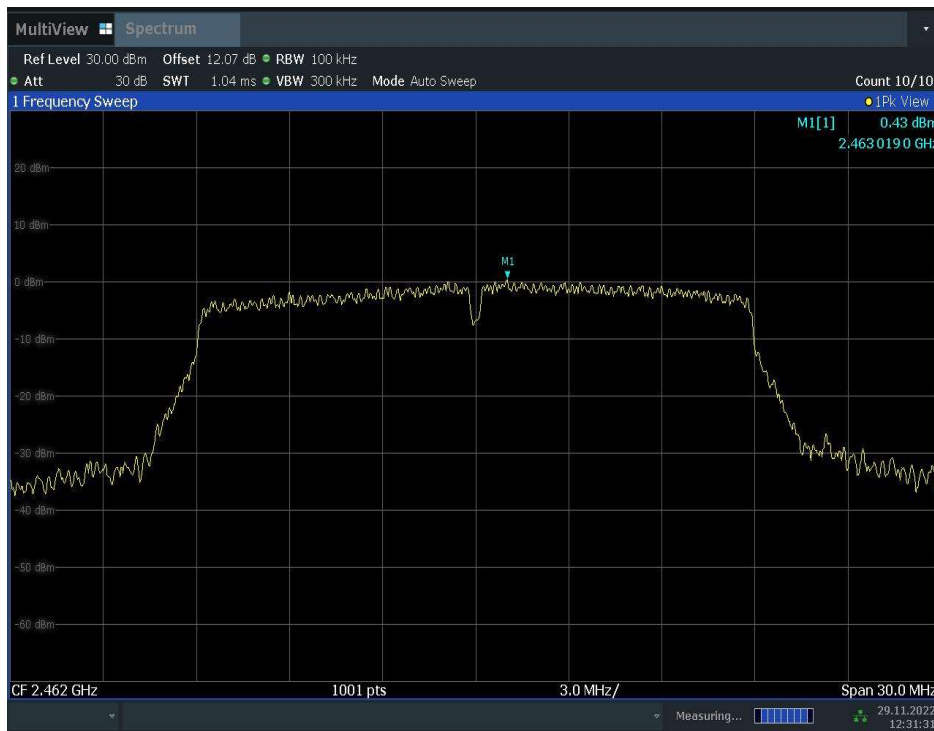 MultiView Spectrum
Ref Level 30.00 dBm Offset 12.07 dB RBW 100 kHz
Att 30 dB SWT 1.04 ms VBW 300 kHz Mode Auto Sweep Count 10/10
1 Frequency Sweep 1Pk View
M1[1] 0.43 dBm
2.463 019 0 GHz
20 dBm
10 dBm
M1
0 dBm
-10 dBm
-20 dBm
-30 dBm
-40 dBm
-50 dBm
-60 dBm
CF 2.462 GHz 1001 pts 3.0 MHz/ Span 30.0 MHz
Measuring... 29.11.2022
12:31:31